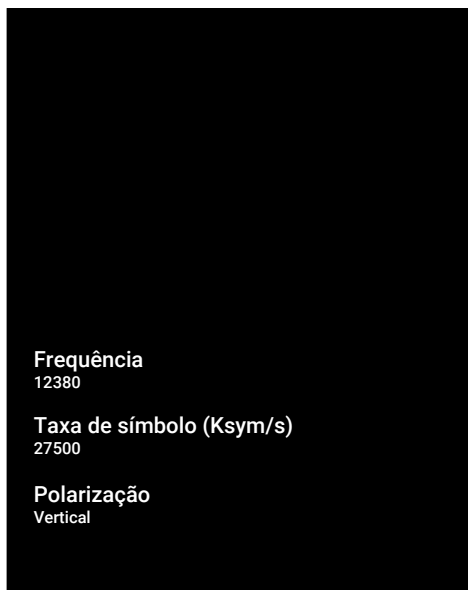 Frequência
12380
Taxa de símbolo (Ksym/s)
27500
Polarização
Vertical